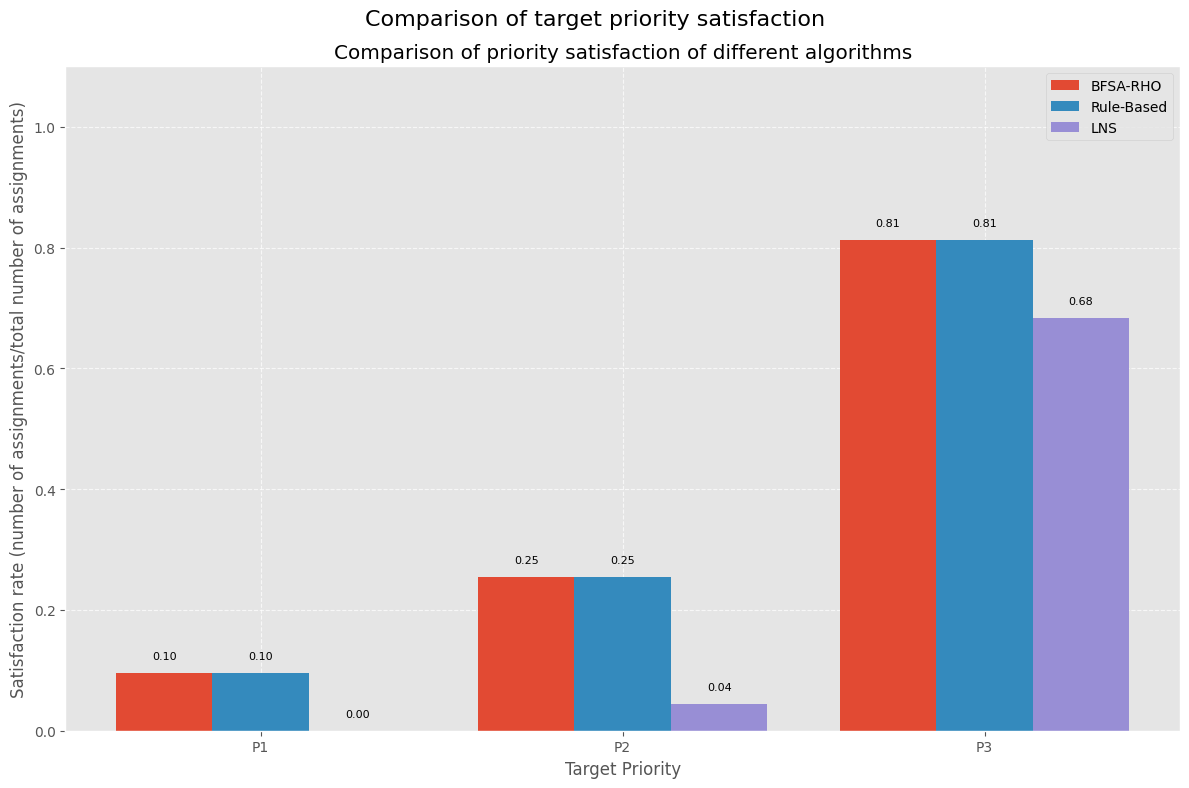 Comparison of target priority satisfaction
Comparison of priority satisfaction of different algorithms
BFSA-RHO
Rule-Based
LNS
Satisfaction rate (number of assignments/total number of assignments)
1.0
0.8
0.6
0.4
0.2
0.0
0.10
0.10
0.00
0.25
0.25
0.04
0.81
0.81
0.68
P1
P2
P3
Target Priority